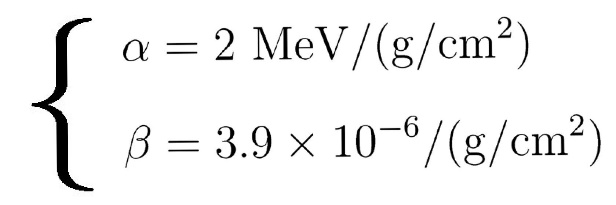 α = 2 MeV/(g/cm²)
β = 3.9 × 10⁻⁶/(g/cm²)